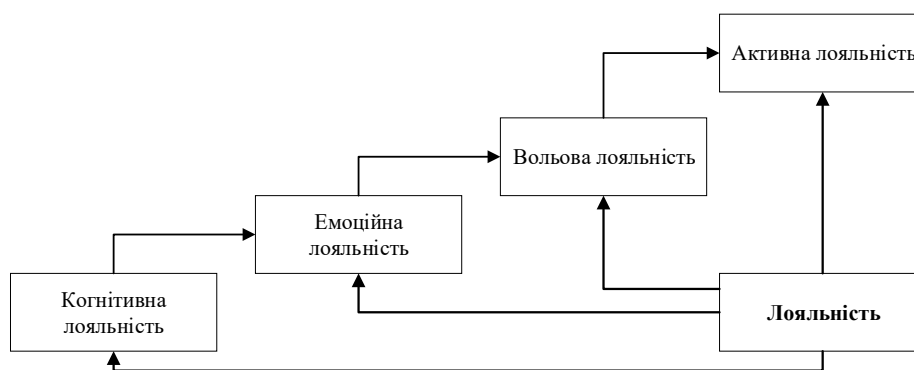 Активна лояльність
Вольова лояльність
Емоційна
лояльність
Когнітивна
лояльність
Лояльність